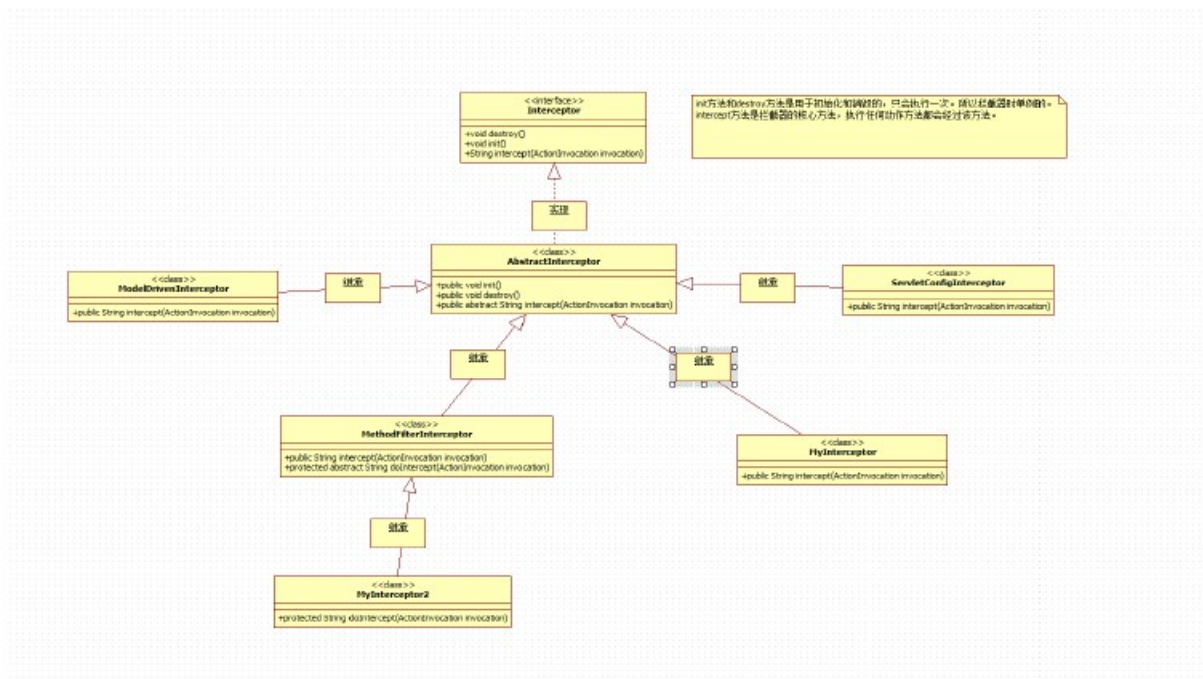 <<interface>>
Interceptor
+void destroy()
+void init()
+String intercept(ActionInvocation invocation)
init方法和destroy方法是用于初始化和销毁的，只会执行一次。所以拦截器时单例的。
intercept方法是拦截器的核心方法，执行任何动作方法都会经过该方法。
实现
<<class>>
AbstractInterceptor
+public void init()
+public void destroy()
+public abstract String intercept(ActionInvocation invocation)
<<class>>
ModelDrivenInterceptor
+public String intercept(ActionInvocation invocation)
继承
继承
<<class>>
ServletConfigInterceptor
+public String intercept(ActionInvocation invocation)
继承
继承
<<class>>
MethodFilterInterceptor
+public String intercept(ActionInvocation invocation)
+protected abstract String doIntercept(ActionInvocation invocation)
<<class>>
MyInterceptor
+public String intercept(ActionInvocation invocation)
继承
<<class>>
MyInterceptor2
+protected String doIntercept(ActionInvocation invocation)